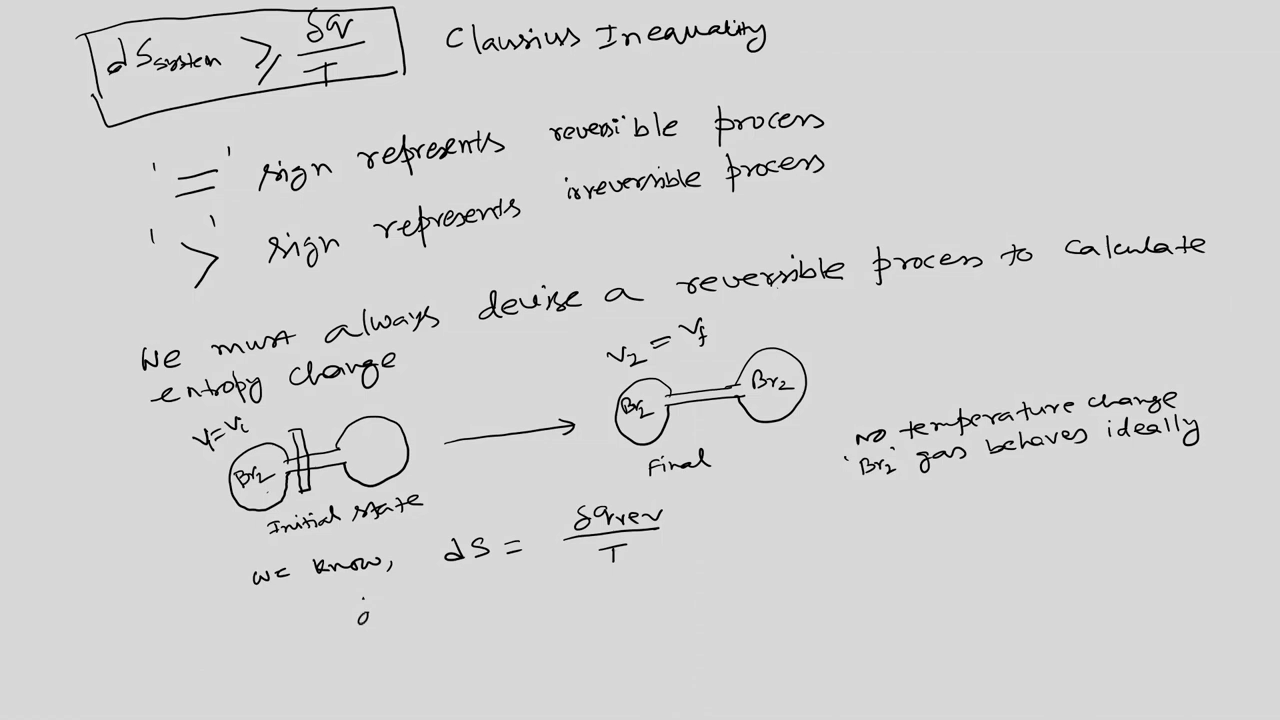 dS_system ≥ δq/T Clausius Inequality
'=' sign represents reversible process
'>' sign represents irreversible process
We must always devise a reversible process to calculate
entropy change
V=Vi
V2 = Vf
Br2
Br2 Br2
No temperature change
'Br2' gas behaves ideally
Initial state
Final
we know, dS = δqrev/T